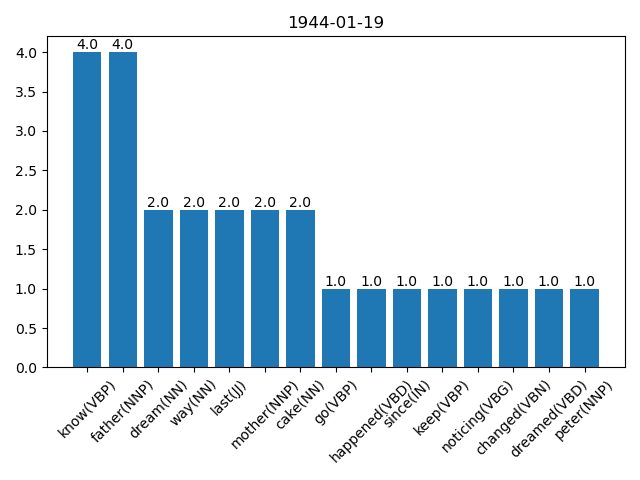 1944-01-19
4.0
3.5
3.0
2.5
2.0
1.5
1.0
0.5
0.0
4.0 4.0 2.0 2.0 2.0 2.0 2.0 1.0 1.0 1.0 1.0 1.0 1.0 1.0 1.0
know(VBP)
father(NNP)
dream(NN)
way(NN)
last(JJ)
mother(NNP)
cake(NN)
go(VBP)
happened(VBD)
since(IN)
keep(VBP)
noticing(VBG)
changed(VBN)
dreamed(VBD)
peter(NNP)